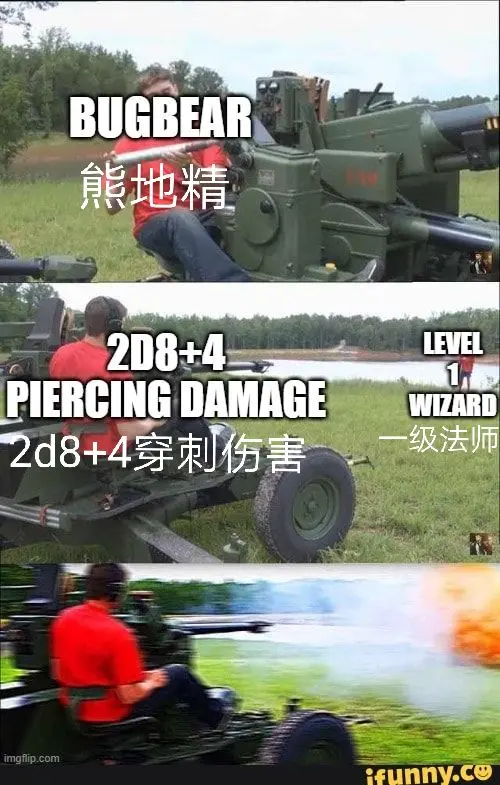 BUGBEAR
熊地精
2D8+4
PIERCING DAMAGE
2d8+4穿刺伤害
LEVEL
1
WIZARD
一级法师
imgflip.com
ifunny.co